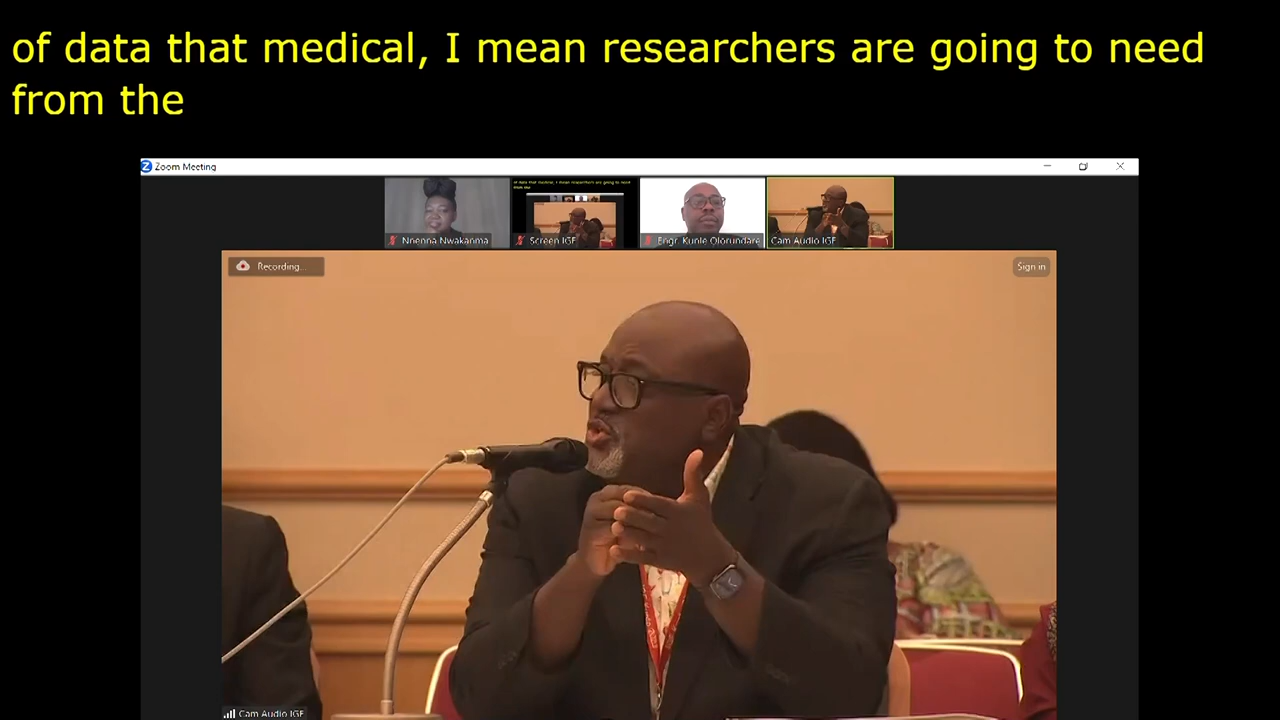 of data that medical, I mean researchers are going to need
from the
Zoom Meeting
Nnenna Nwakanma
Screen IGF
Engr. Kunle Olorundare
Cam Audio IGF
Recording...
Sign in
Cam Audio IGF